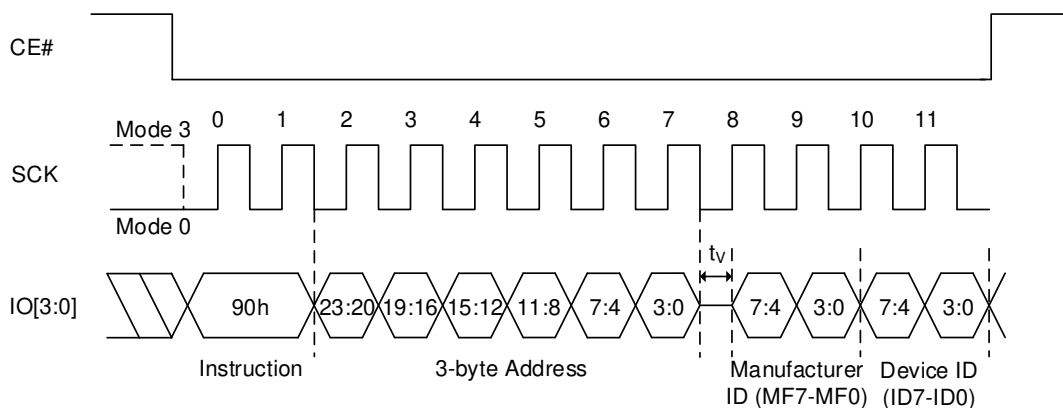 CE#
0 1 2 3 4 5 6 7 8 9 10 11
Mode 3
SCK
Mode 0
tV
IO[3:0] 90h 23:20 19:16 15:12 11:8 7:4 3:0 7:4 3:0 7:4 3:0
Instruction 3-byte Address Manufacturer Device ID
ID (MF7-MF0) (ID7-ID0)